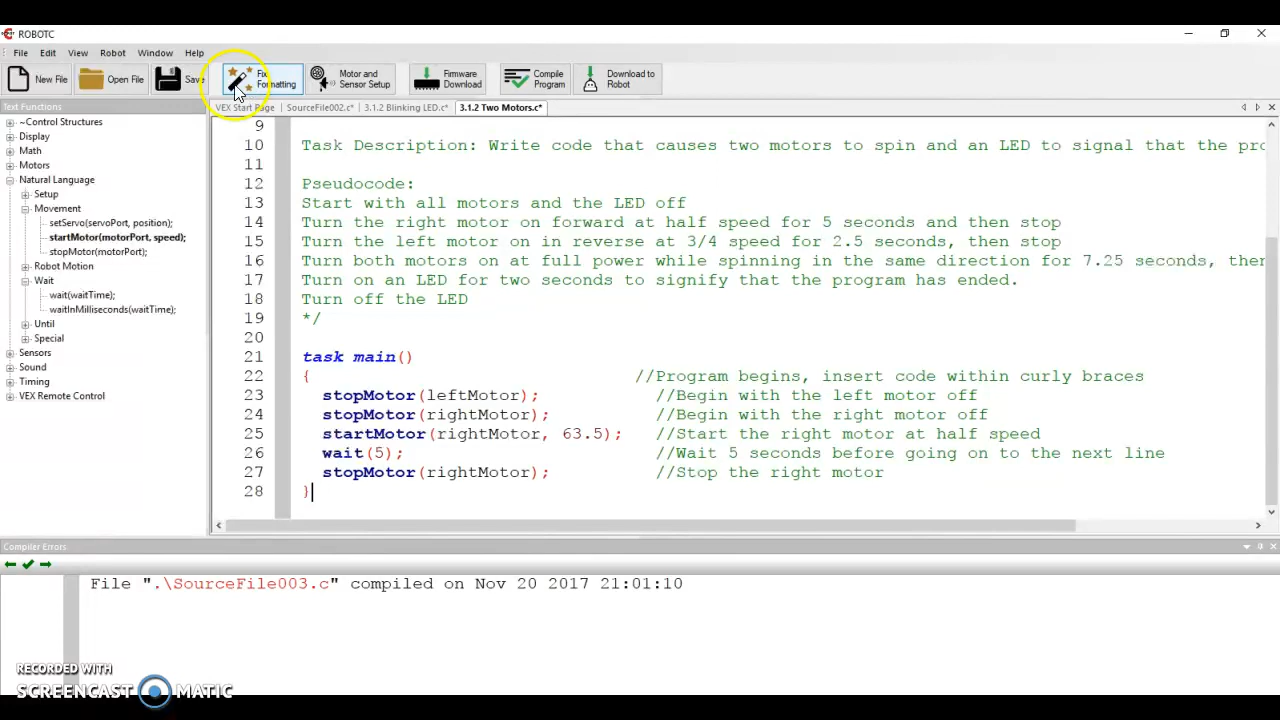 ROBOTC
File Edit View Robot Window Help
New File Open File Save Fix Formatting Motor and Sensor Setup Firmware Download Compile Program Download to Robot
Text Functions
VEX Start Page SourceFile002.c* 3.1.2 Blinking LED.c* 3.1.2 Two Motors.c*
~Control Structures
Display
Math
Motors
Natural Language
Setup
Movement
setServo(servoPort, position);
startMotor(motorPort, speed);
stopMotor(motorPort);
Robot Motion
Wait
wait(waitTime);
waitInMilliseconds(waitTime);
Until
Special
Sensors
Sound
Timing
VEX Remote Control
9
10 Task Description: Write code that causes two motors to spin and an LED to signal that the pro
11
12 Pseudocode:
13 Start with all motors and the LED off
14 Turn the right motor on forward at half speed for 5 seconds and then stop
15 Turn the left motor on in reverse at 3/4 speed for 2.5 seconds, then stop
16 Turn both motors on at full power while spinning in the same direction for 7.25 seconds, then
17 Turn on an LED for two seconds to signify that the program has ended.
18 Turn off the LED
19 */
20
21 task main()
22 { //Program begins, insert code within curly braces
23 stopMotor(leftMotor); //Begin with the left motor off
24 stopMotor(rightMotor); //Begin with the right motor off
25 startMotor(rightMotor, 63.5); //Start the right motor at half speed
26 wait(5); //Wait 5 seconds before going on to the next line
27 stopMotor(rightMotor); //Stop the right motor
28 }
Compiler Errors
File ".\SourceFile003.c" compiled on Nov 20 2017 21:01:10
RECORDED WITH
SCREENCAST MATIC